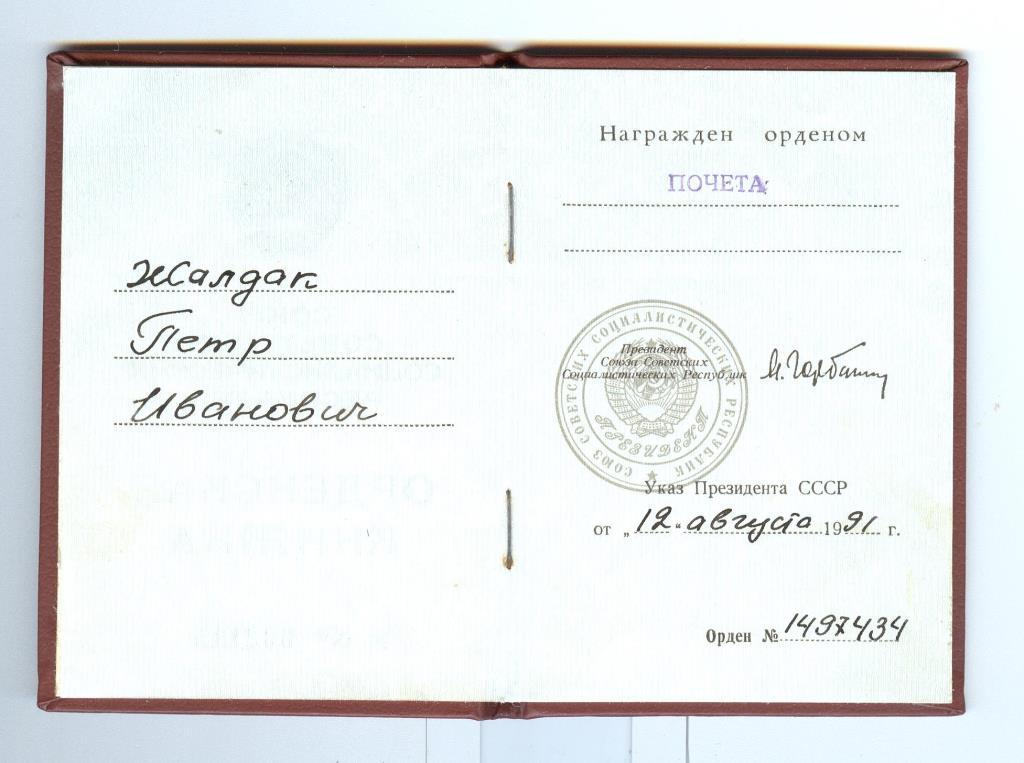 Жалдак
Петр
Иванович
Награжден орденом
ПОЧЕТА
СОЮЗ СОВЕТСКИХ СОЦИАЛИСТИЧЕСКИХ РЕСПУБЛИК
ПРЕЗИДЕНТ
Президент
Союза Советских
Социалистических Республик
М. Горбачев
Указ Президента СССР
от „12“ августа 1991 г.
Орден № 1497434